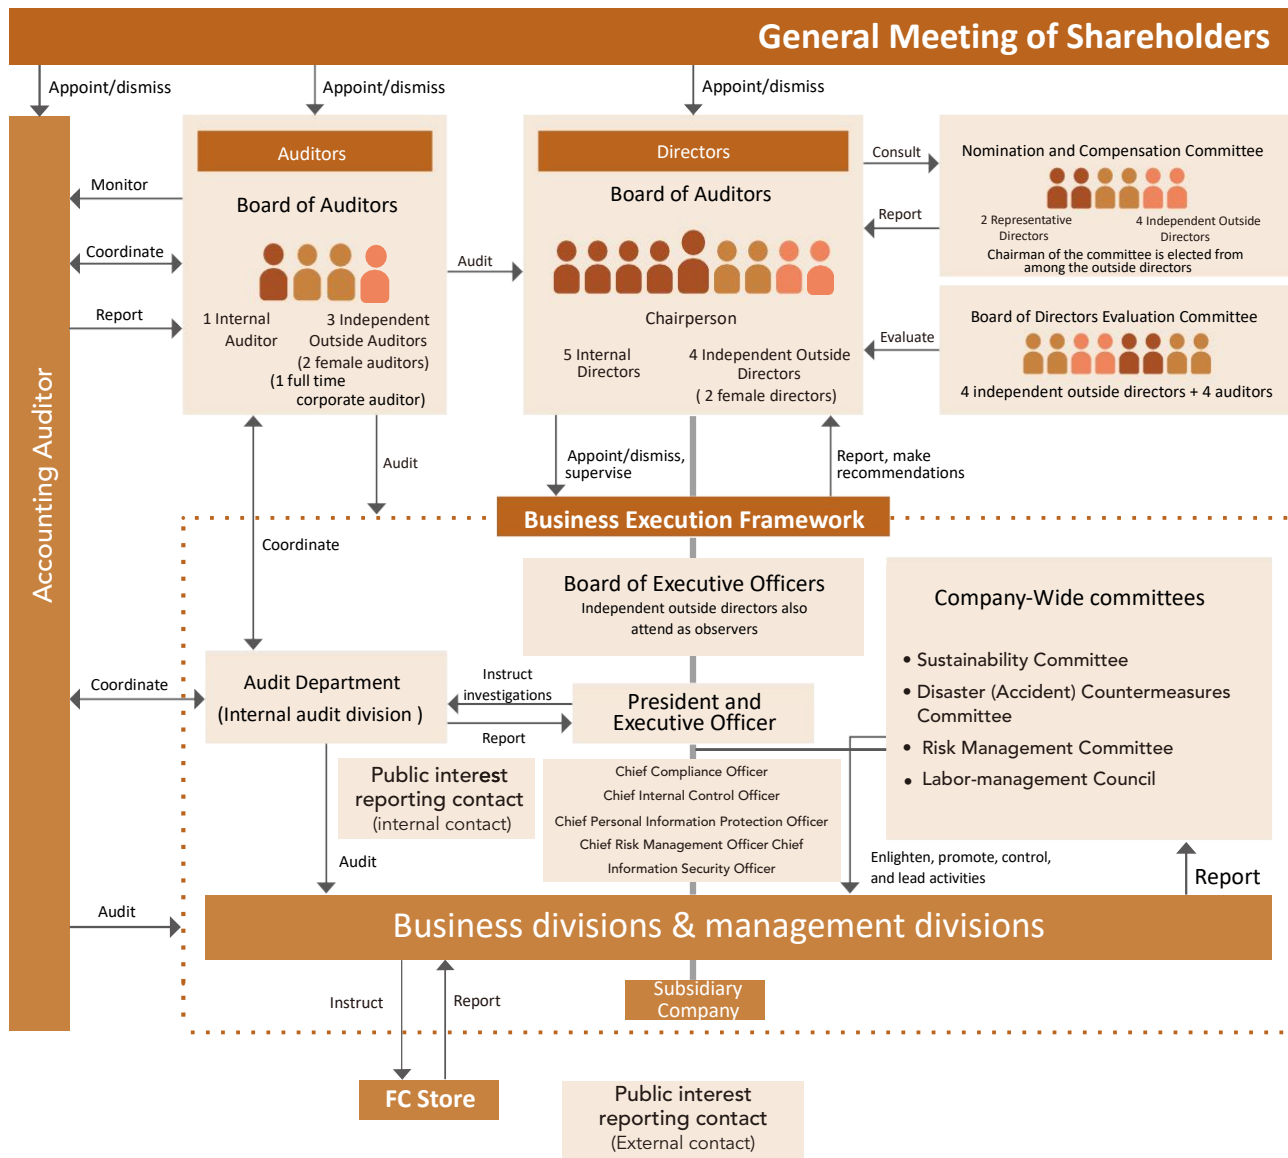 General Meeting of Shareholders
Appoint/dismiss
Appoint/dismiss
Appoint/dismiss
Accounting Auditor
Monitor
Coordinate
Report
Auditors
Board of Auditors
1 Internal
Auditor
3 Independent
Outside Auditors
(2 female auditors)
(1 full time
corporate auditor)
Audit
Directors
Board of Auditors
Chairperson
5 Internal
Directors
4 Independent Outside
Directors
( 2 female directors)
Consult
Report
Nomination and Compensation Committee
2 Representative
Directors
4 Independent Outside
Directors
Chairman of the committee is elected from
among the outside directors
Evaluate
Board of Directors Evaluation Committee
4 independent outside directors + 4 auditors
Audit
Appoint/dismiss,
supervise
Report, make
recommendations
Business Execution Framework
Coordinate
Board of Executive Officers
Independent outside directors also
attend as observers
Company-Wide committees
• Sustainability Committee
• Disaster (Accident) Countermeasures
Committee
• Risk Management Committee
• Labor-management Council
Coordinate
Audit Department
(Internal audit division )
Instruct
investigations
Report
President and
Executive Officer
Public interest
reporting contact
(internal contact)
Chief Compliance Officer
Chief Internal Control Officer
Chief Personal Information Protection Officer
Chief Risk Management Officer Chief
Information Security Officer
Audit
Enlighten, promote, control,
and lead activities
Report
Audit
Business divisions & management divisions
Instruct
Report
Subsidiary
Company
FC Store
Public interest
reporting contact
(External contact)